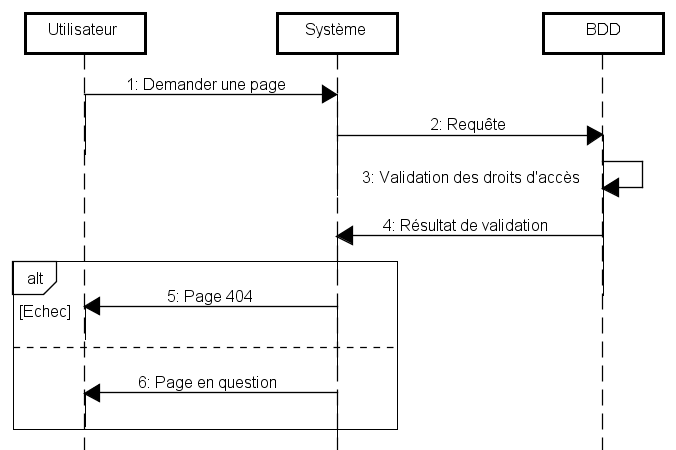 Utilisateur
Système
BDD
1: Demander une page
2: Requête
3: Validation des droits d'accès
4: Résultat de validation
alt
5: Page 404
[Echec]
6: Page en question